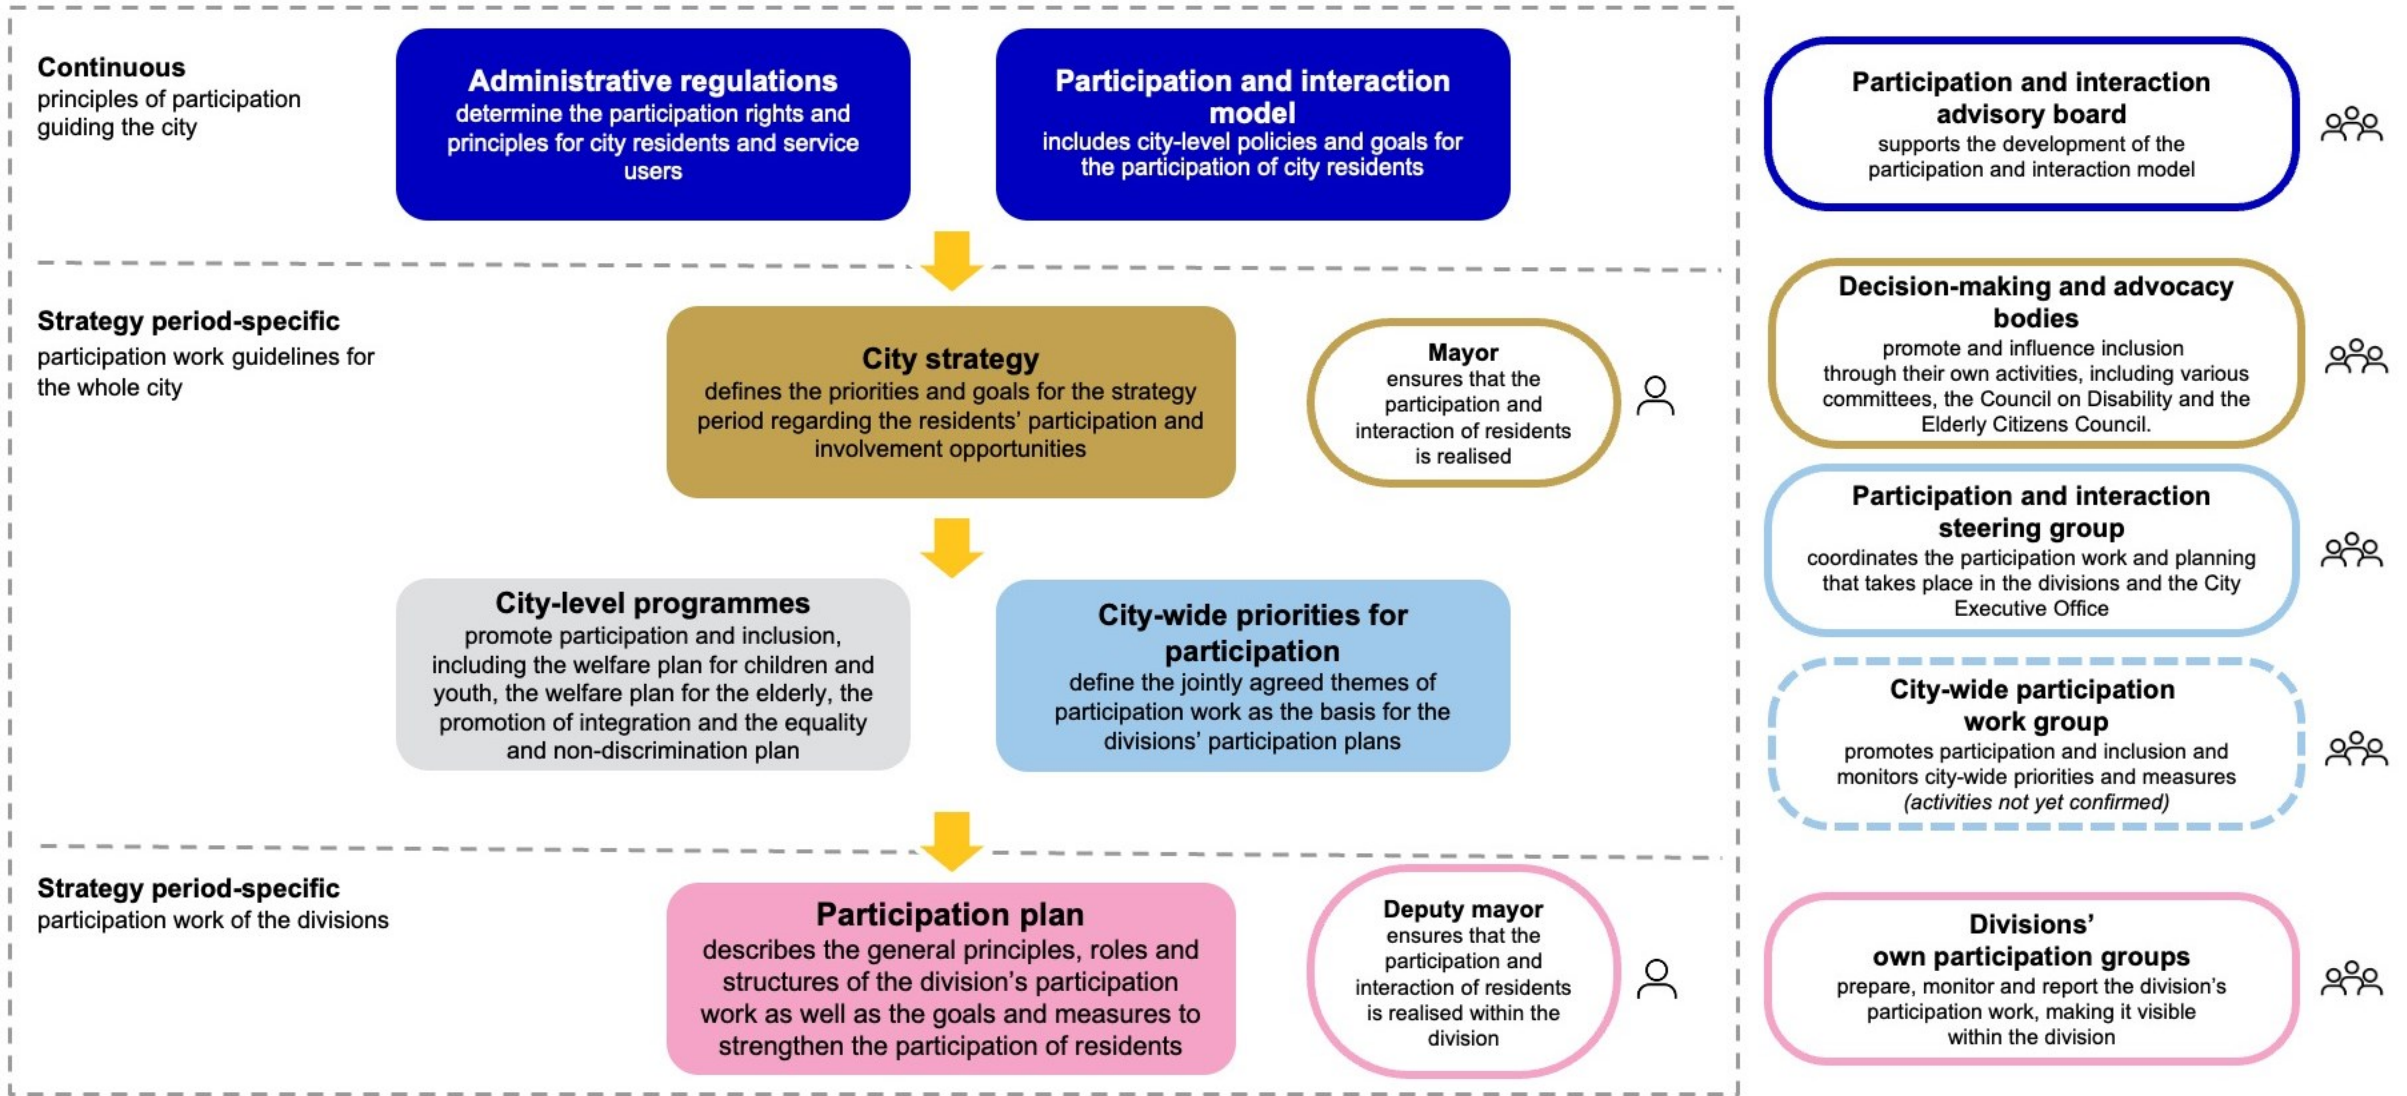 Continuous
principles of participation
guiding the city
Administrative regulations
determine the participation rights and
principles for city residents and service
users
Participation and interaction
model
includes city-level policies and goals for
the participation of city residents
Participation and interaction
advisory board
supports the development of the
participation and interaction model
Strategy period-specific
participation work guidelines for
the whole city
City strategy
defines the priorities and goals for the strategy
period regarding the residents’ participation and
involvement opportunities
Mayor
ensures that the
participation and
interaction of residents
is realised
Decision-making and advocacy
bodies
promote and influence inclusion
through their own activities, including various
committees, the Council on Disability and the
Elderly Citizens Council.
Participation and interaction
steering group
coordinates the participation work and planning
that takes place in the divisions and the City
Executive Office
City-level programmes
promote participation and inclusion,
including the welfare plan for children and
youth, the welfare plan for the elderly, the
promotion of integration and the equality
and non-discrimination plan
City-wide priorities for
participation
define the jointly agreed themes of
participation work as the basis for the
divisions’ participation plans
City-wide participation
work group
promotes participation and inclusion and
monitors city-wide priorities and measures
(activities not yet confirmed)
Strategy period-specific
participation work of the divisions
Participation plan
describes the general principles, roles and
structures of the division’s participation
work as well as the goals and measures to
strengthen the participation of residents
Deputy mayor
ensures that the
participation and
interaction of residents
is realised within the
division
Divisions’
own participation groups
prepare, monitor and report the division’s
participation work, making it visible
within the division